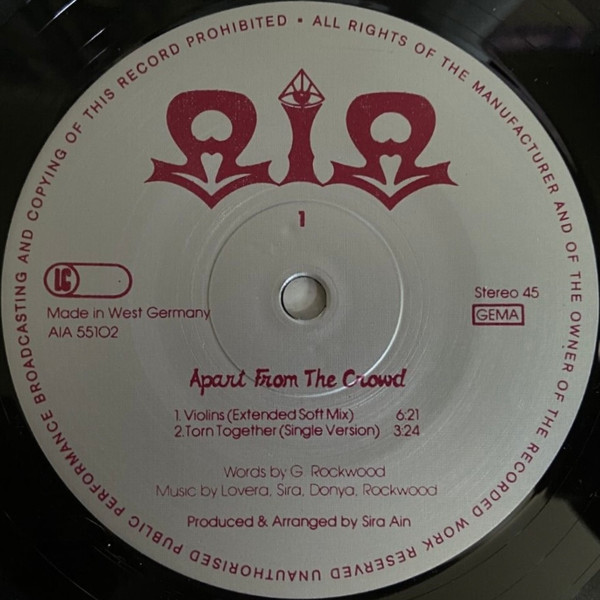 ALL RIGHTS OF THE MANUFACTURER AND OF THE OWNER OF THE RECORDED WORK RESERVED UNAUTHORISED PUBLIC PERFORMANCE BROADCASTING AND COPYING OF THIS RECORD PROHIBITED •
AIA
1
LC
Made in West Germany
AIA 55102
Stereo 45
GEMA
Apart From The Crowd
1. Violins (Extended Soft Mix) 6:21
2. Torn Together (Single Version) 3:24
Words by G. Rockwood
Music by Lovera, Sira, Donya, Rockwood
Produced & Arranged by Sira Ain